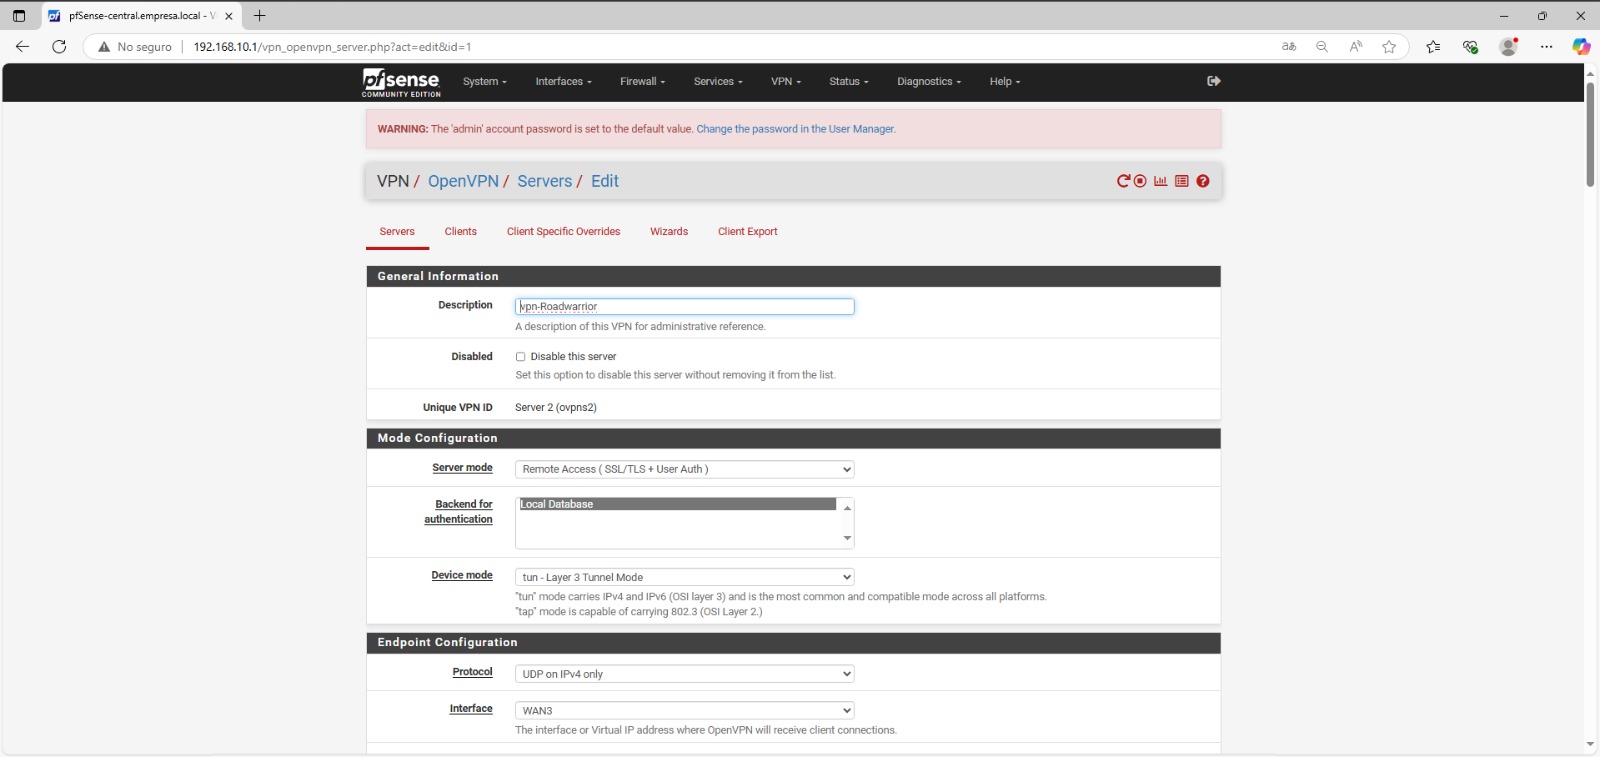 pfSense-central.empresa.local - V
No seguro
192.168.10.1/vpn_openvpn_server.php?act=edit&id=1
aあ
pfsense
COMMUNITY EDITION
System
Interfaces
Firewall
Services
VPN
Status
Diagnostics
Help
WARNING: The 'admin' account password is set to the default value. Change the password in the User Manager.
VPN / OpenVPN / Servers / Edit
Servers
Clients
Client Specific Overrides
Wizards
Client Export
General Information
Description
vpn-Roadwarrior
A description of this VPN for administrative reference.
Disabled
Disable this server
Set this option to disable this server without removing it from the list.
Unique VPN ID
Server 2 (ovpns2)
Mode Configuration
Server mode
Remote Access ( SSL/TLS + User Auth )
Backend for
authentication
Local Database
Device mode
tun - Layer 3 Tunnel Mode
"tun" mode carries IPv4 and IPv6 (OSI layer 3) and is the most common and compatible mode across all platforms.
"tap" mode is capable of carrying 802.3 (OSI Layer 2.)
Endpoint Configuration
Protocol
UDP on IPv4 only
Interface
WAN3
The interface or Virtual IP address where OpenVPN will receive client connections.